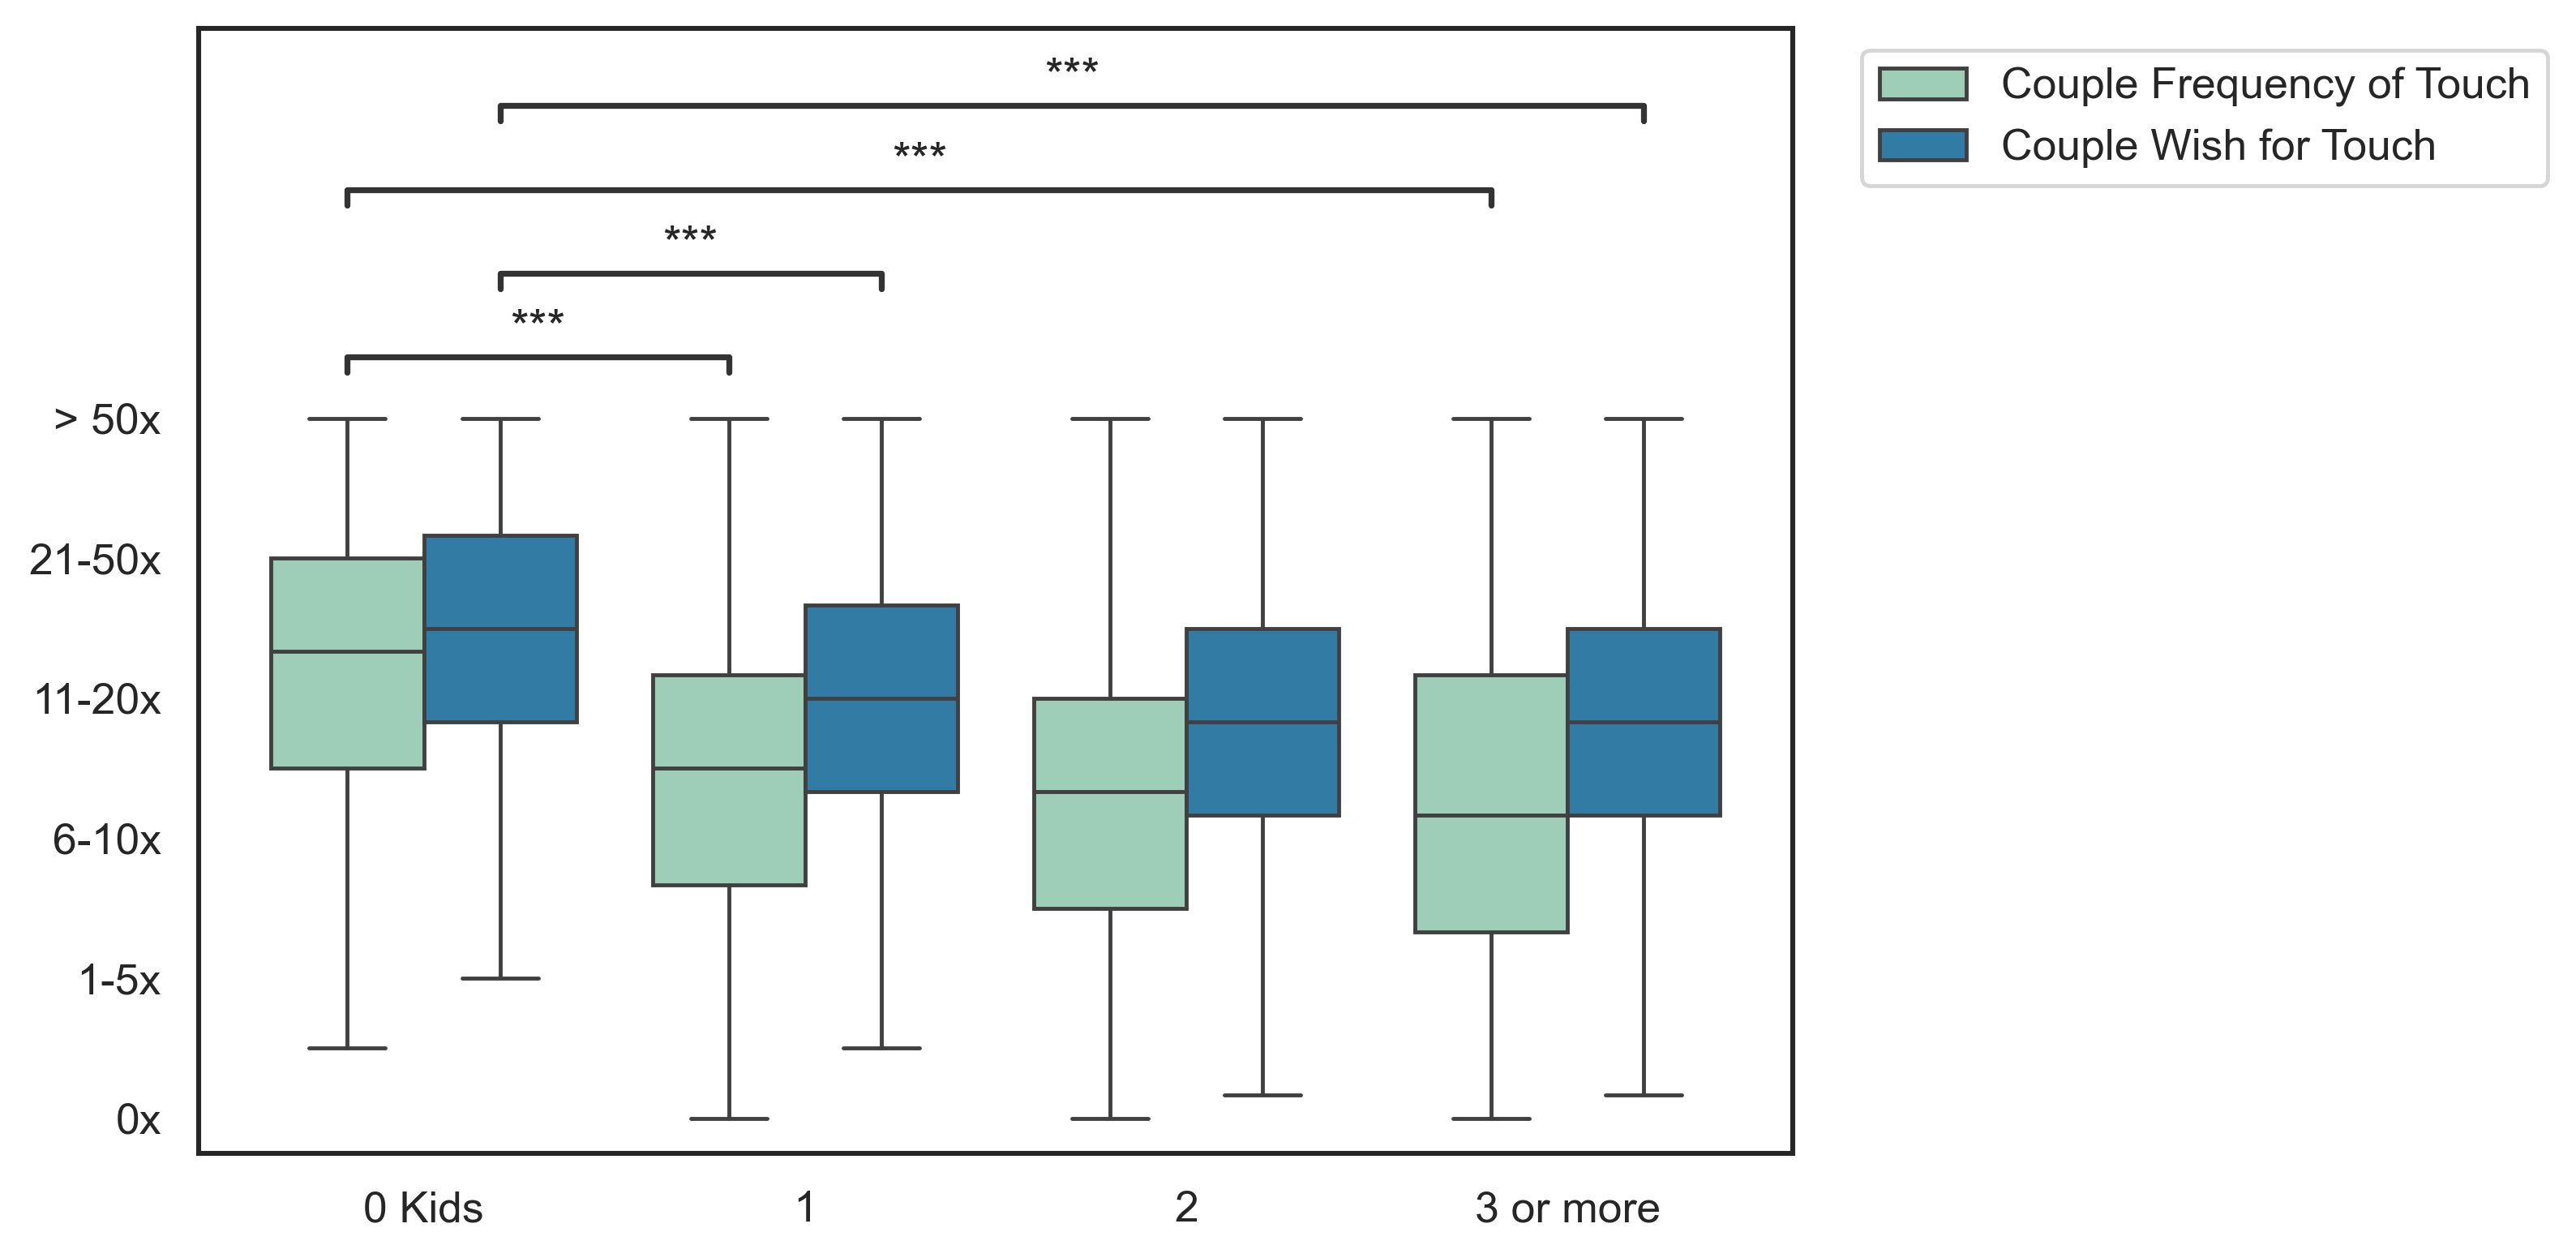 ***
***
***
***
> 50x
21-50x
11-20x
6-10x
1-5x
0x
0 Kids
1
2
3 or more
Couple Frequency of Touch
Couple Wish for Touch